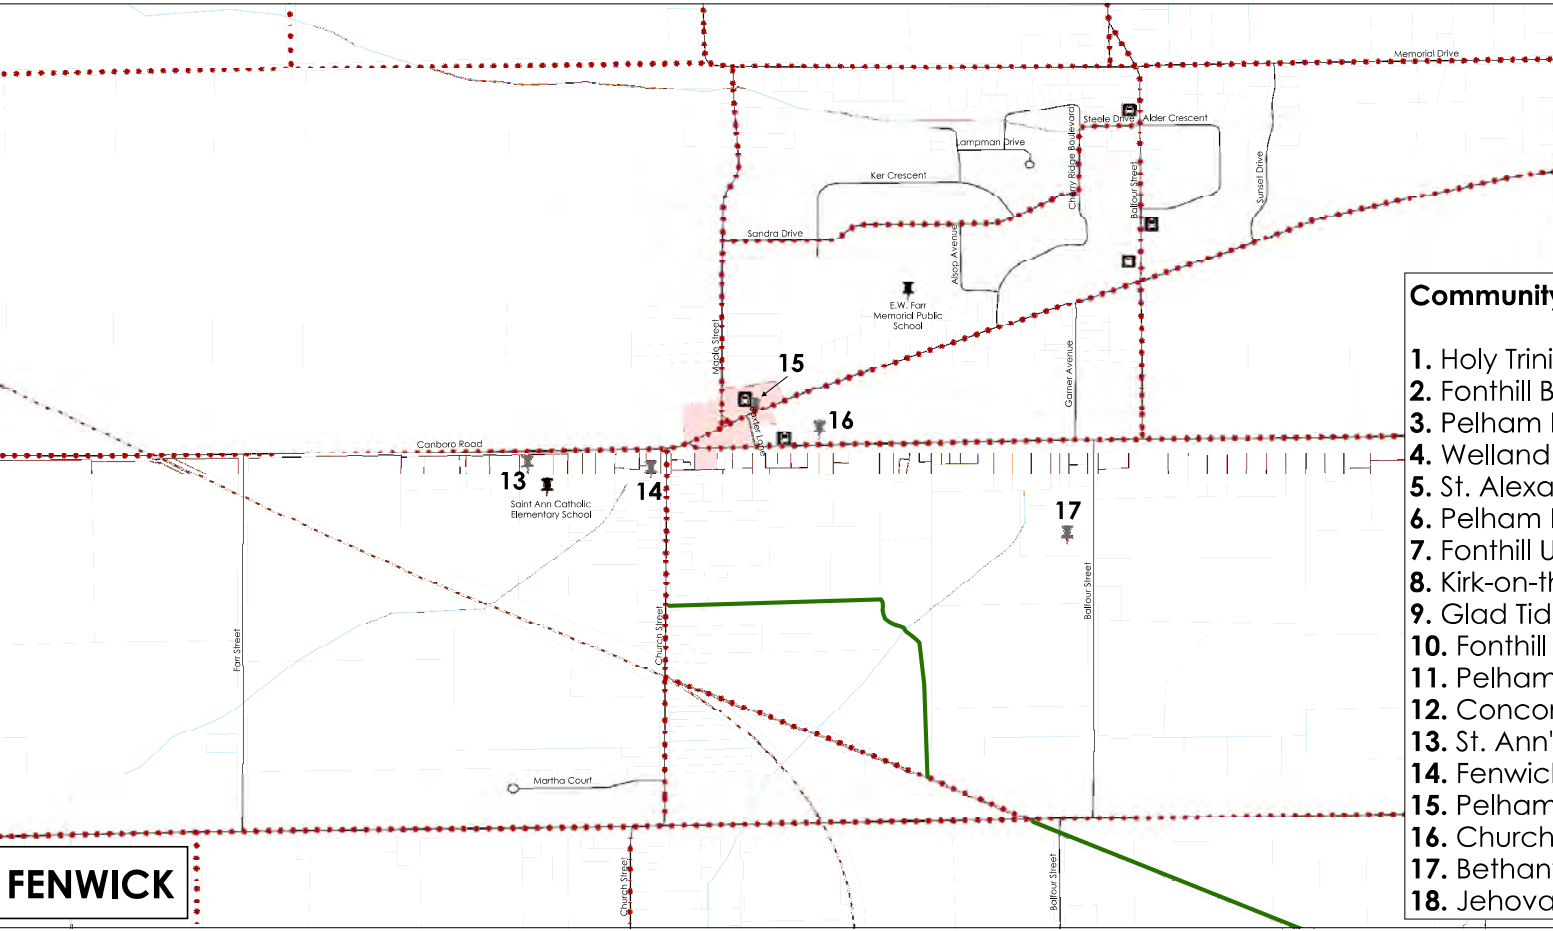 Memorial Drive
Steele Drive
Alder Crescent
Lampman Drive
Cherry Ridge Boulevard
Balfour Street
Sunset Drive
Ker Crescent
Sandra Drive
Alsop Avenue
E.W. Farr
Memorial Public
School
Maple Street
Garner Avenue
15
16
Baxter Lane
Canboro Road
13
14
Saint Ann Catholic
Elementary School
17
Balfour Street
Church Street
Farr Street
Martha Court
Church Street
Balfour Street
FENWICK
Community
1. Holy Trini
2. Fonthill B
3. Pelham
4. Welland
5. St. Alexa
6. Pelham
7. Fonthill U
8. Kirk-on-th
9. Glad Tid
10. Fonthill
11. Pelham
12. Concor
13. St. Ann'
14. Fenwick
15. Pelham
16. Church
17. Bethan
18. Jehova